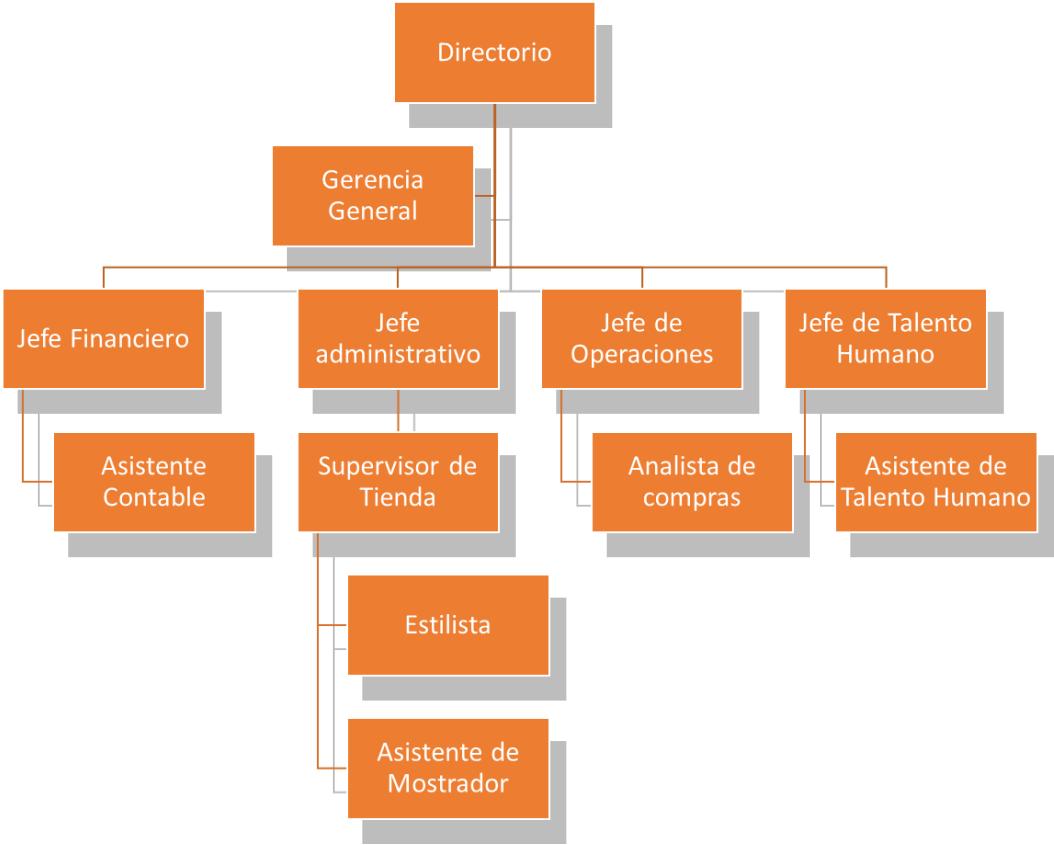 Directorio
Gerencia
General
Jefe Financiero
Jefe
administrativo
Jefe de
Operaciones
Jefe de Talento
Humano
Asistente
Contable
Supervisor de
Tienda
Analista de
compras
Asistente de
Talento Humano
Estilista
Asistente de
Mostrador